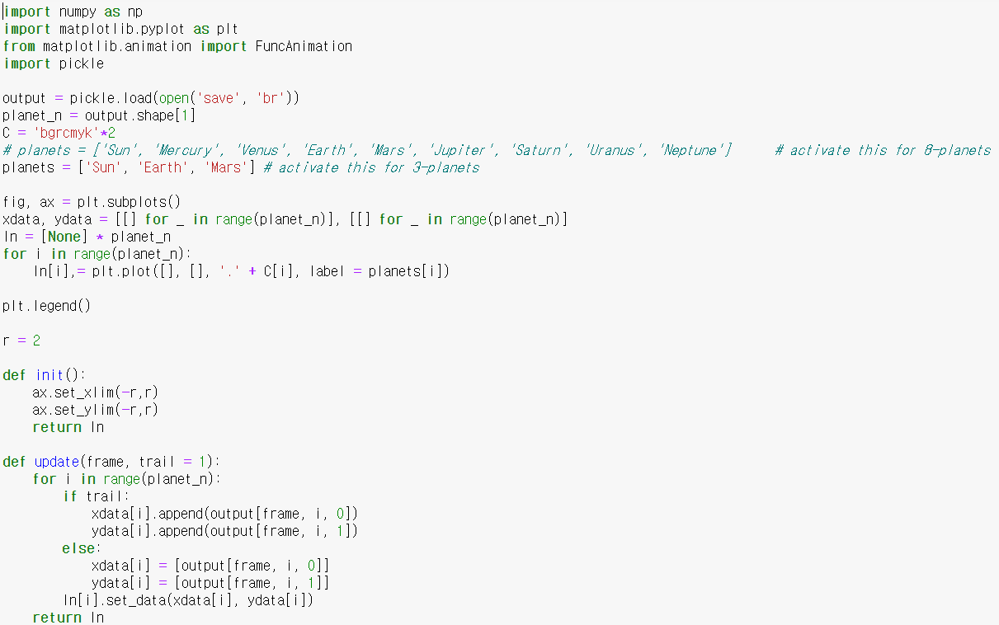 import numpy as np
import matplotlib.pyplot as plt
from matplotlib.animation import FuncAnimation
import pickle

output = pickle.load(open('save', 'br'))
planet_n = output.shape[1]
C = 'bgrcmyk'*2
# planets = ['Sun', 'Mercury', 'Venus', 'Earth', 'Mars', 'Jupiter', 'Saturn', 'Uranus', 'Neptune']      # activate this for 8-planets
planets = ['Sun', 'Earth', 'Mars'] # activate this for 3-planets

fig, ax = plt.subplots()
xdata, ydata = [[] for _ in range(planet_n)], [[] for _ in range(planet_n)]
ln = [None] * planet_n
for i in range(planet_n):
    ln[i],= plt.plot([], [], '.' + C[i], label = planets[i])

plt.legend()

r = 2

def init():
    ax.set_xlim(-r,r)
    ax.set_ylim(-r,r)
    return ln

def update(frame, trail = 1):
    for i in range(planet_n):
        if trail:
            xdata[i].append(output[frame, i, 0])
            ydata[i].append(output[frame, i, 1])
        else:
            xdata[i] = [output[frame, i, 0]]
            ydata[i] = [output[frame, i, 1]]
        ln[i].set_data(xdata[i], ydata[i])
    return ln